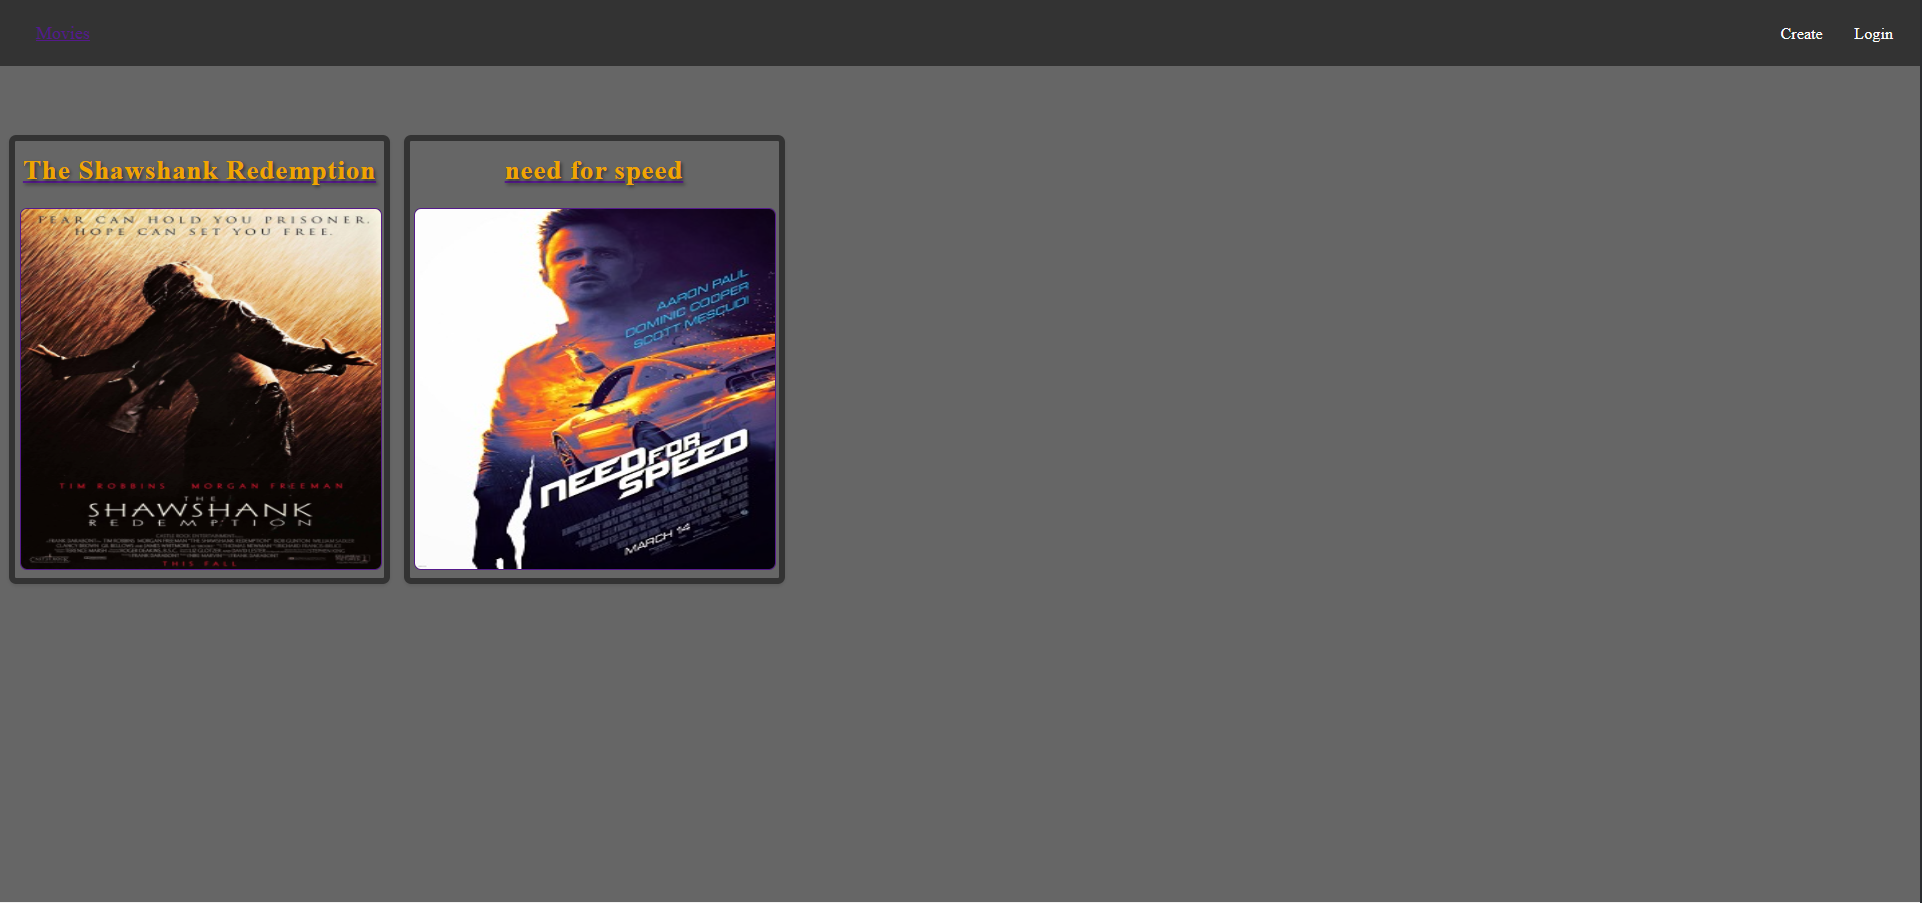 Movies
Create
Login
The Shawshank Redemption
FEAR CAN HOLD YOU PRISONER.
HOPE CAN SET YOU FREE.
TIM ROBBINS MORGAN FREEMAN
THE
SHAWSHANK
REDEMPTION
THIS FALL
need for speed
AARON PAUL
DOMINIC COOPER
SCOTT MESCUDI
NEED FOR
SPEED
MARCH 14